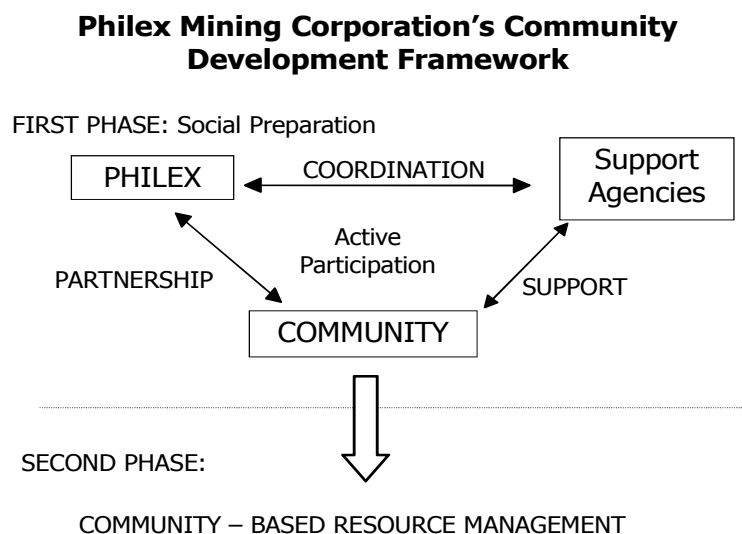 Philex Mining Corporation's Community
Development Framework
FIRST PHASE: Social Preparation
PHILEX
COORDINATION
Support
Agencies
Active
Participation
PARTNERSHIP
SUPPORT
COMMUNITY
SECOND PHASE:
COMMUNITY – BASED RESOURCE MANAGEMENT